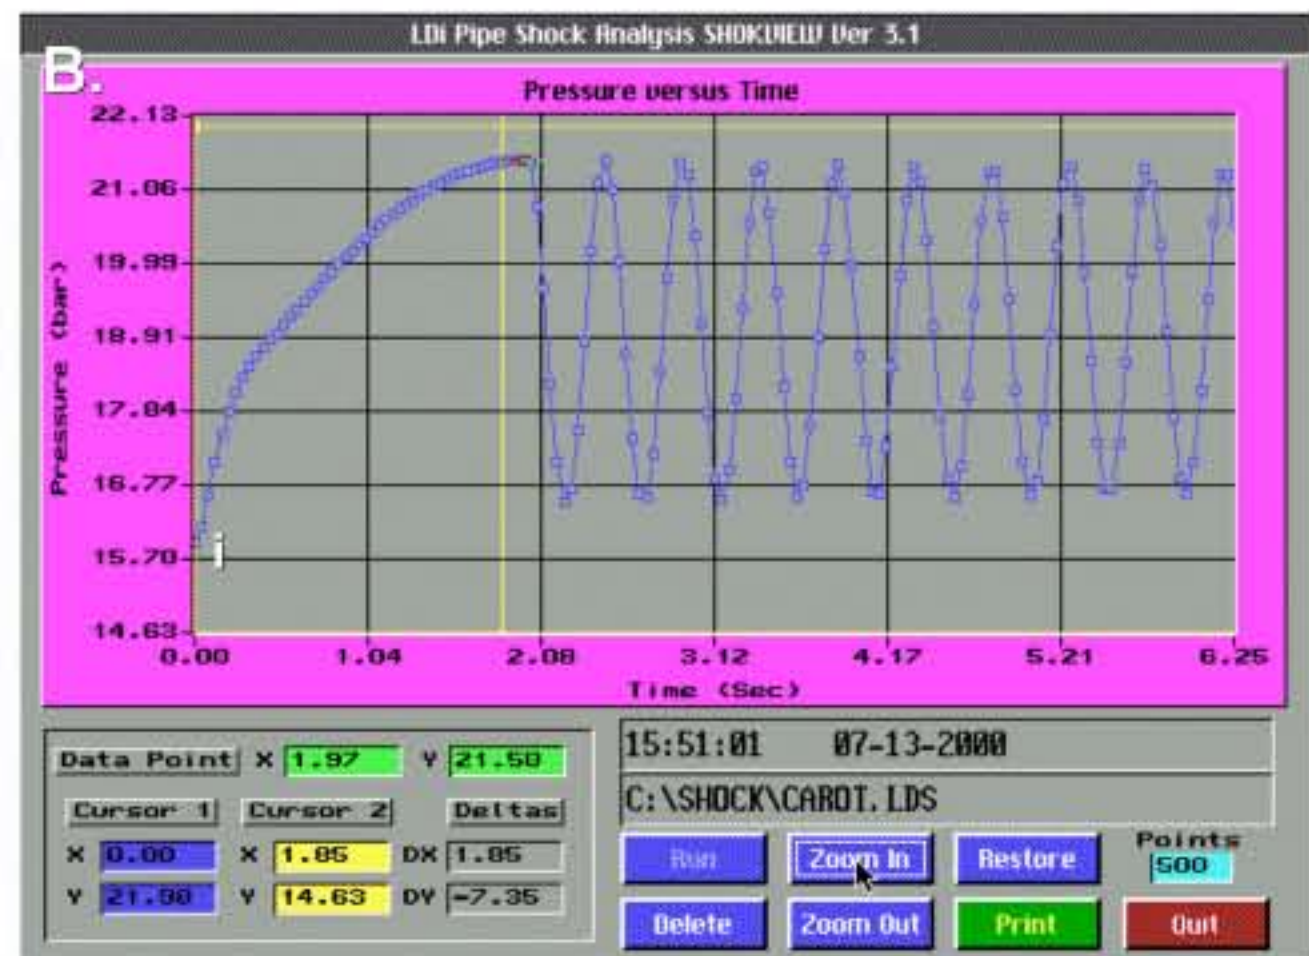 LDi Pipe Shock Analysis SHOKVIEW Ver 3.1
B.
Pressure versus Time
22.13
21.06
19.99
18.91
17.84
16.77
15.70
14.63
Pressure (bar)
i
0.00 1.04 2.08 3.12 4.17 5.21 6.25
Time (Sec)
Data Point X 1.97 Y 21.50
Cursor 1 Cursor 2 Deltas
X 0.00 X 1.85 DX 1.85
Y 21.98 Y 14.63 DY -7.35
15:51:01 07-13-2000
C:\SHOCK\CAROT.LDS
Run Zoom In Restore Points
500
Delete Zoom Out Print Quit